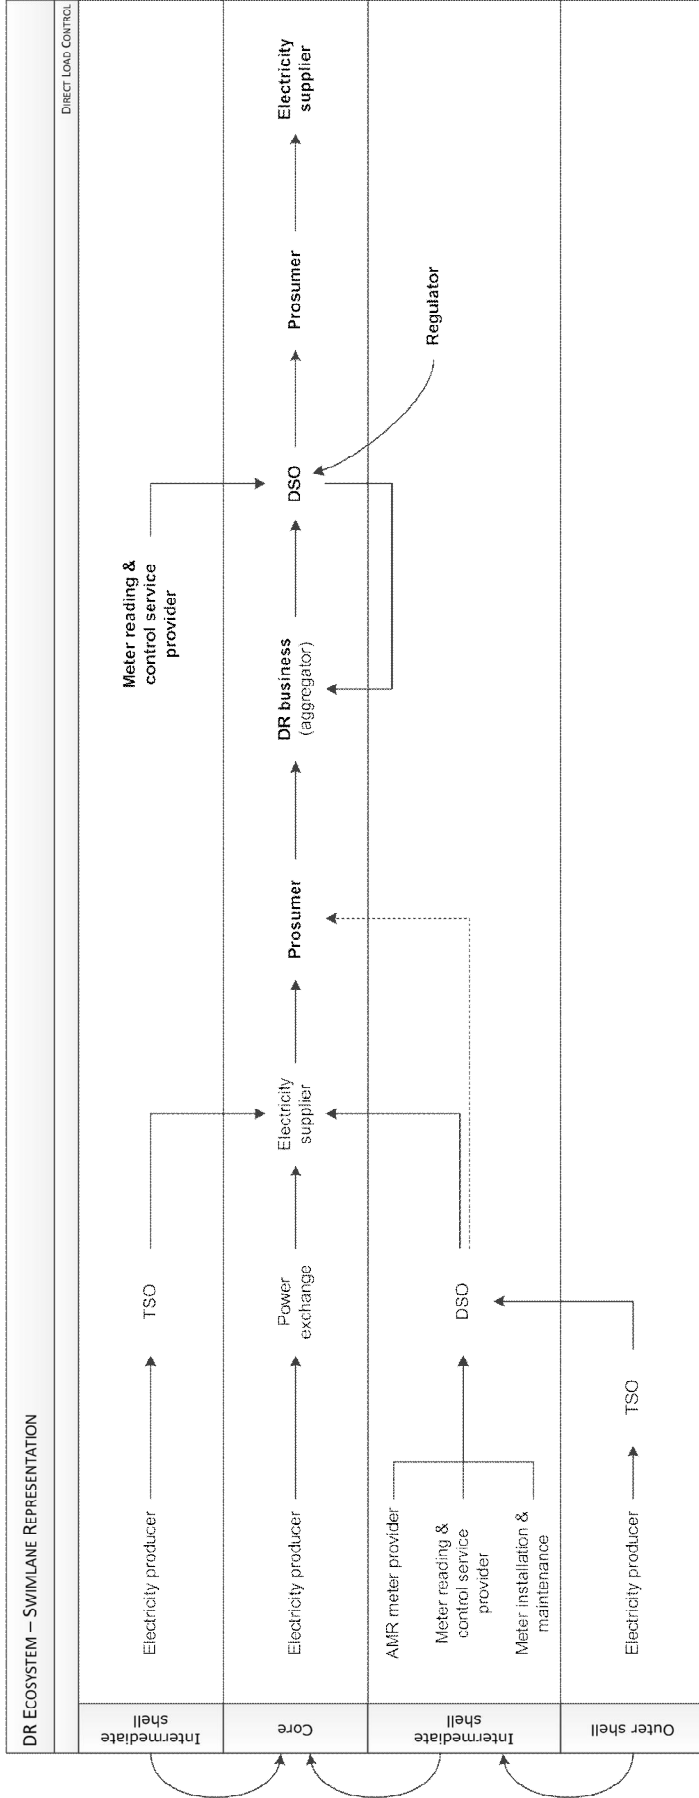 DR ECOSYSTEM – SWIMLANE REPRESENTATION
DIRECT LOAD CONTROL
Intermediate
shell
Electricity producer
TSO
Meter reading &
control service
provider
Core
Electricity producer
Power
exchange
Electricity
supplier
Prosumer
DR business
(aggregator)
DSO
Prosumer
Electricity
supplier
Intermediate
shell
AMR meter provider
Meter reading &
control service
provider
Meter installation &
maintenance
DSO
Regulator
Outer shell
Electricity producer
TSO